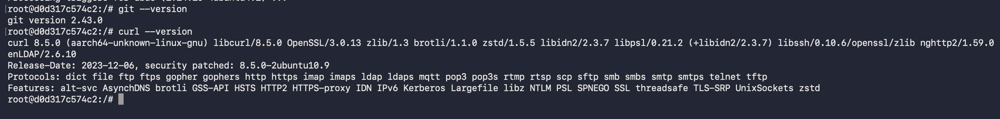 [root@d0d317c574c2:/# git --version
git version 2.43.0
[root@d0d317c574c2:/# curl --version
curl 8.5.0 (aarch64-unknown-linux-gnu) libcurl/8.5.0 OpenSSL/3.0.13 zlib/1.3 brotli/1.1.0 zstd/1.5.5 libidn2/2.3.7 libpsl/0.21.2 (+libidn2/2.3.7) libssh/0.10.6/openssl/zlib nghttp2/1.59.0
enLDAP/2.6.10
Release-Date: 2023-12-06, security patched: 8.5.0-2ubuntu10.9
Protocols: dict file ftp ftps gopher gophers http https imap imaps ldap ldaps mqtt pop3 pop3s rtmp rtsp scp sftp smb smbs smtp smtps telnet tftp
Features: alt-svc AsynchDNS brotli GSS-API HSTS HTTP2 HTTPS-proxy IDN IPv6 Kerberos Largefile libz NTLM PSL SPNEGO SSL threadsafe TLS-SRP UnixSockets zstd
root@d0d317c574c2:/#